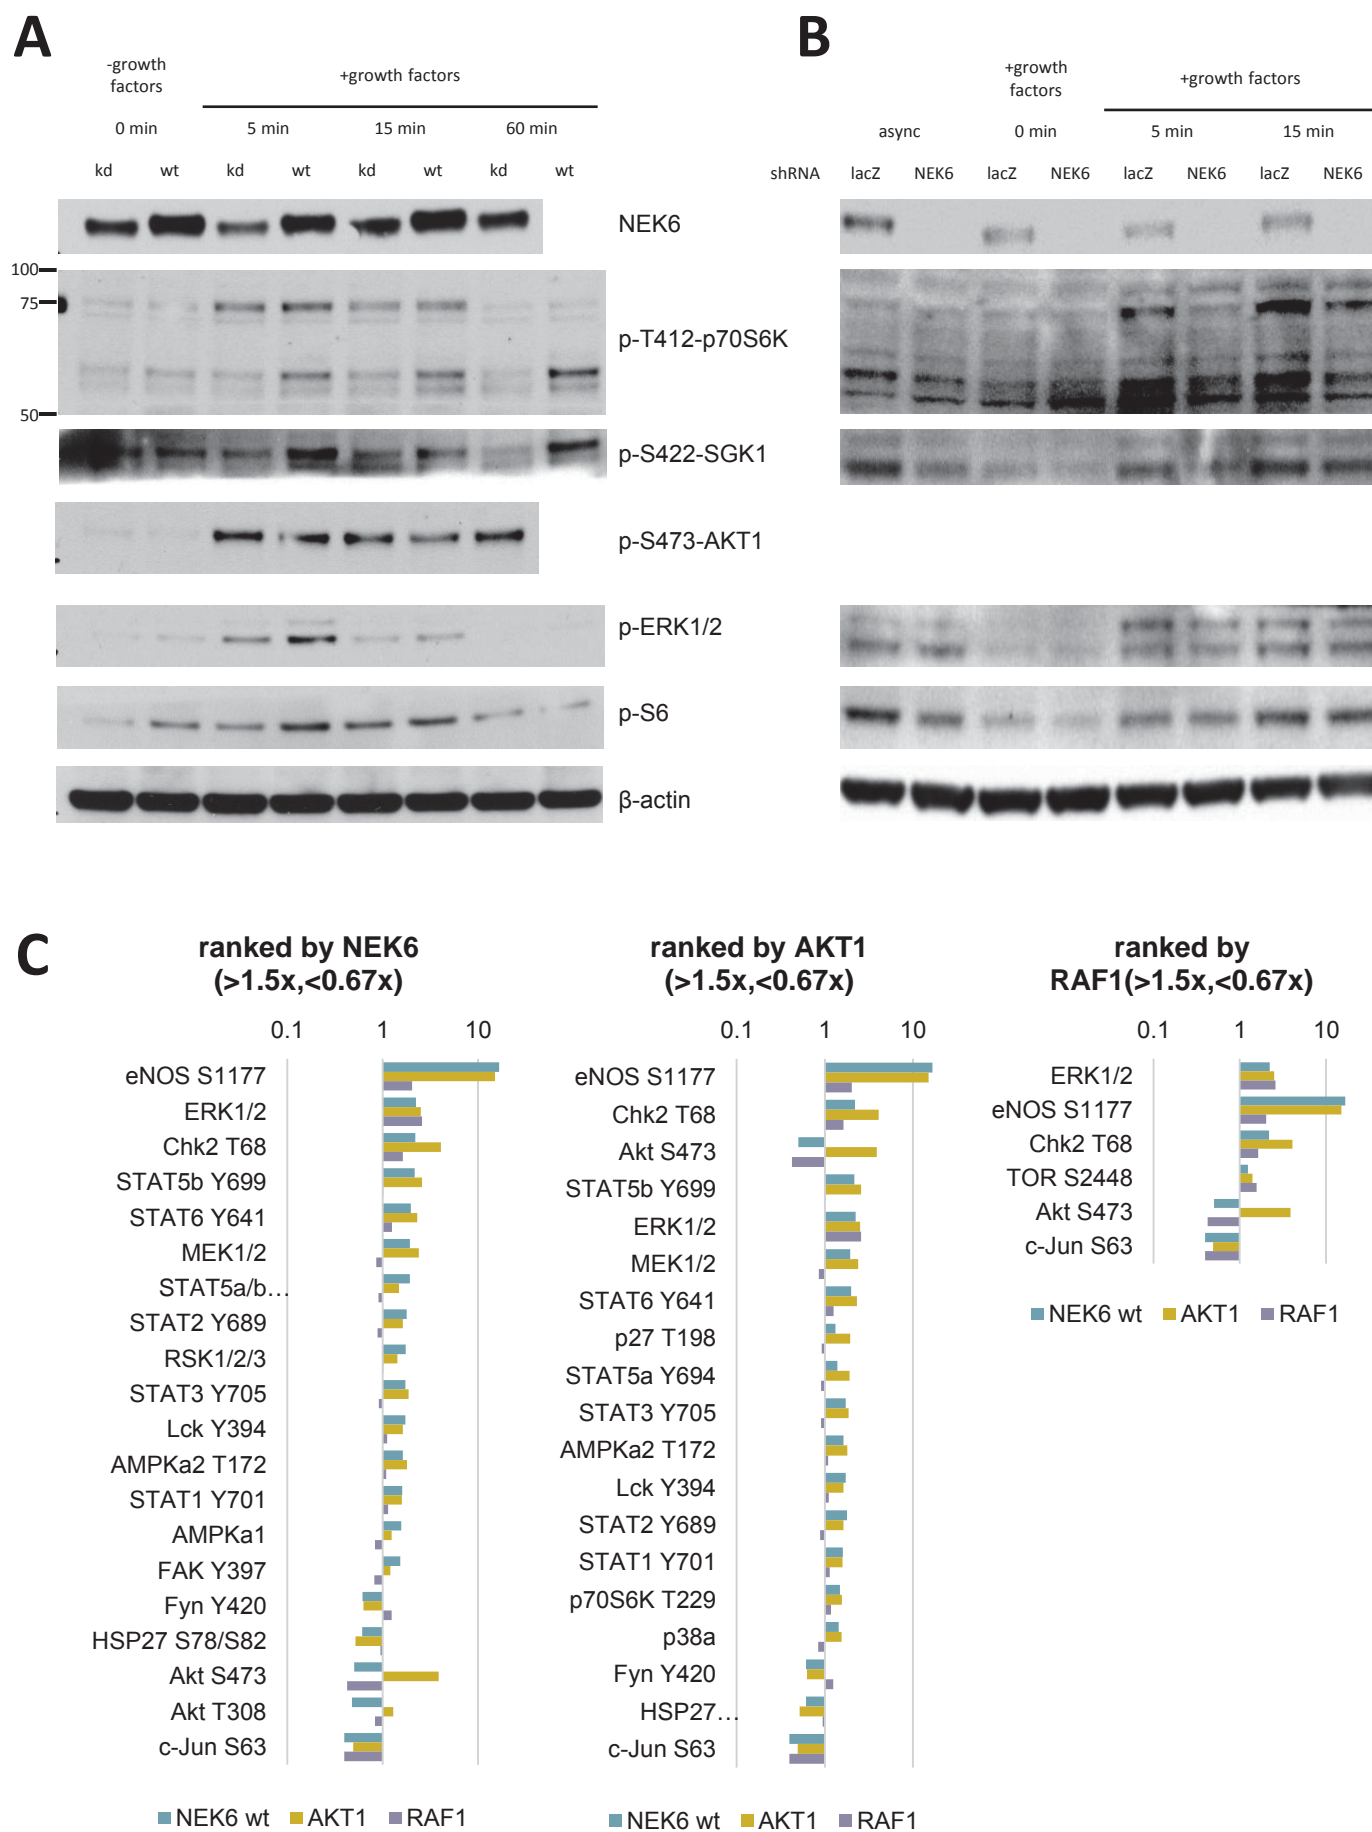 A
-growth
factors
+growth factors
0 min 5 min 15 min 60 min
kd wt kd wt kd wt kd wt
NEK6
100
75
p-T412-p70S6K
50
p-S422-SGK1
p-S473-AKT1
p-ERK1/2
p-S6
β-actin
B
+growth
factors
+growth factors
async 0 min 5 min 15 min
shRNA lacZ NEK6 lacZ NEK6 lacZ NEK6 lacZ NEK6
C
ranked by NEK6
(>1.5x,<0.67x)
0.1 1 10
eNOS S1177
ERK1/2
Chk2 T68
STAT5b Y699
STAT6 Y641
MEK1/2
STAT5a/b…
STAT2 Y689
RSK1/2/3
STAT3 Y705
Lck Y394
AMPKa2 T172
STAT1 Y701
AMPKa1
FAK Y397
Fyn Y420
HSP27 S78/S82
Akt S473
Akt T308
c-Jun S63
NEK6 wt AKT1 RAF1
ranked by AKT1
(>1.5x,<0.67x)
0.1 1 10
eNOS S1177
Chk2 T68
Akt S473
STAT5b Y699
ERK1/2
MEK1/2
STAT6 Y641
p27 T198
STAT5a Y694
STAT3 Y705
AMPKa2 T172
Lck Y394
STAT2 Y689
STAT1 Y701
p70S6K T229
p38a
Fyn Y420
HSP27…
c-Jun S63
NEK6 wt AKT1 RAF1
ranked by
RAF1(>1.5x,<0.67x)
0.1 1 10
ERK1/2
eNOS S1177
Chk2 T68
TOR S2448
Akt S473
c-Jun S63
NEK6 wt AKT1 RAF1